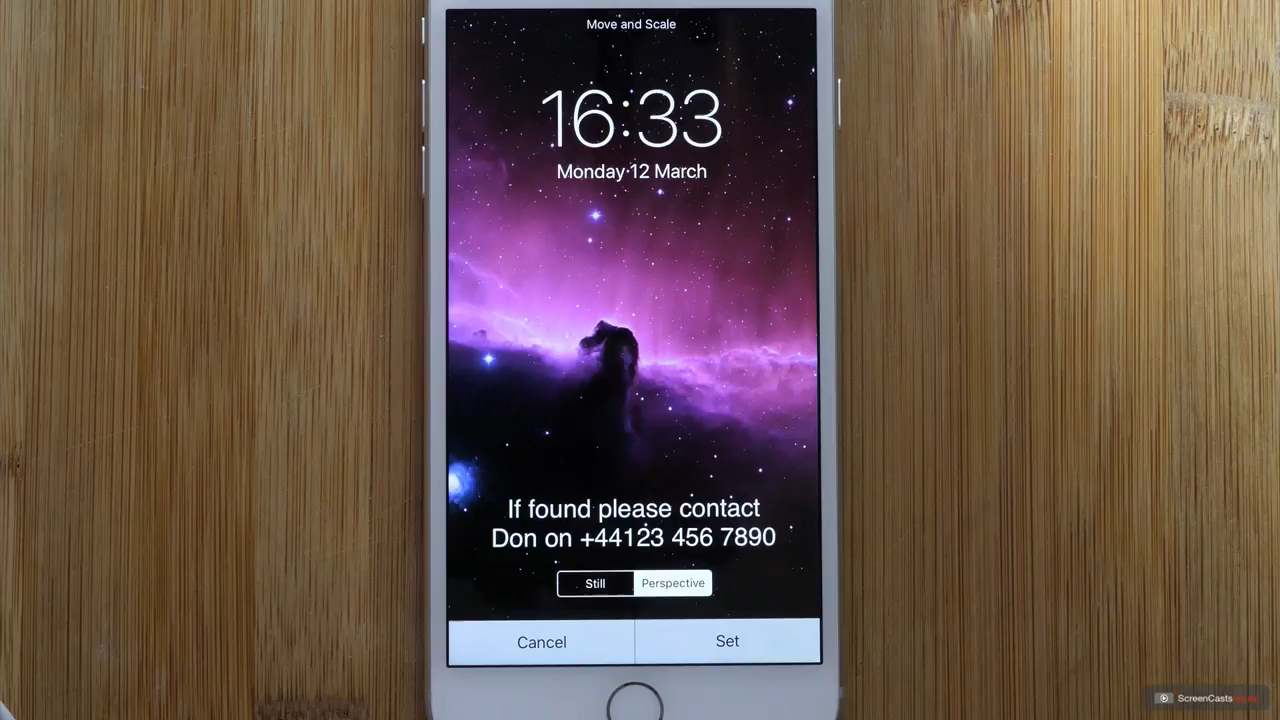 Move and Scale
16:33
Monday 12 March
If found please contact
Don on +44123 456 7890
Still
Perspective
Cancel
Set
ScreenCasts